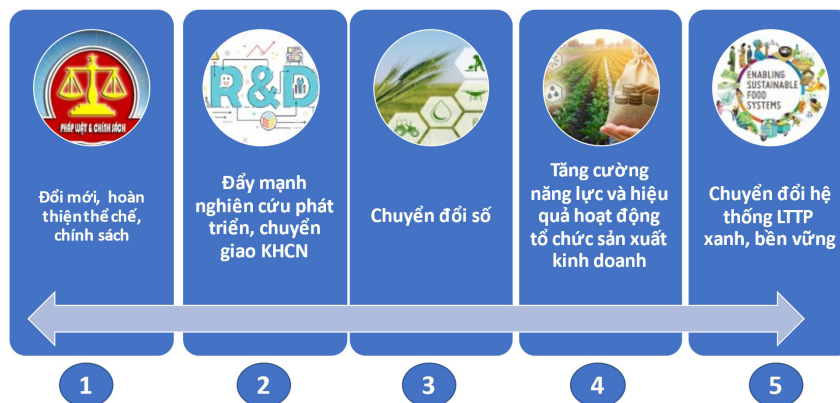 PHÁP LUẬT & CHÍNH SÁCH
Đổi mới, hoàn
thiện thể chế,
chính sách
R&D
Đẩy mạnh
nghiên cứu phát
triển, chuyển
giao KHCN
Chuyển đổi số
Tăng cường
năng lực và hiệu
quả hoạt động
tổ chức sản xuất
kinh doanh
ENABLING
SUSTAINABLE
FOOD
SYSTEMS
Chuyển đổi hệ
thống LTTP
xanh, bền vững
1
2
3
4
5